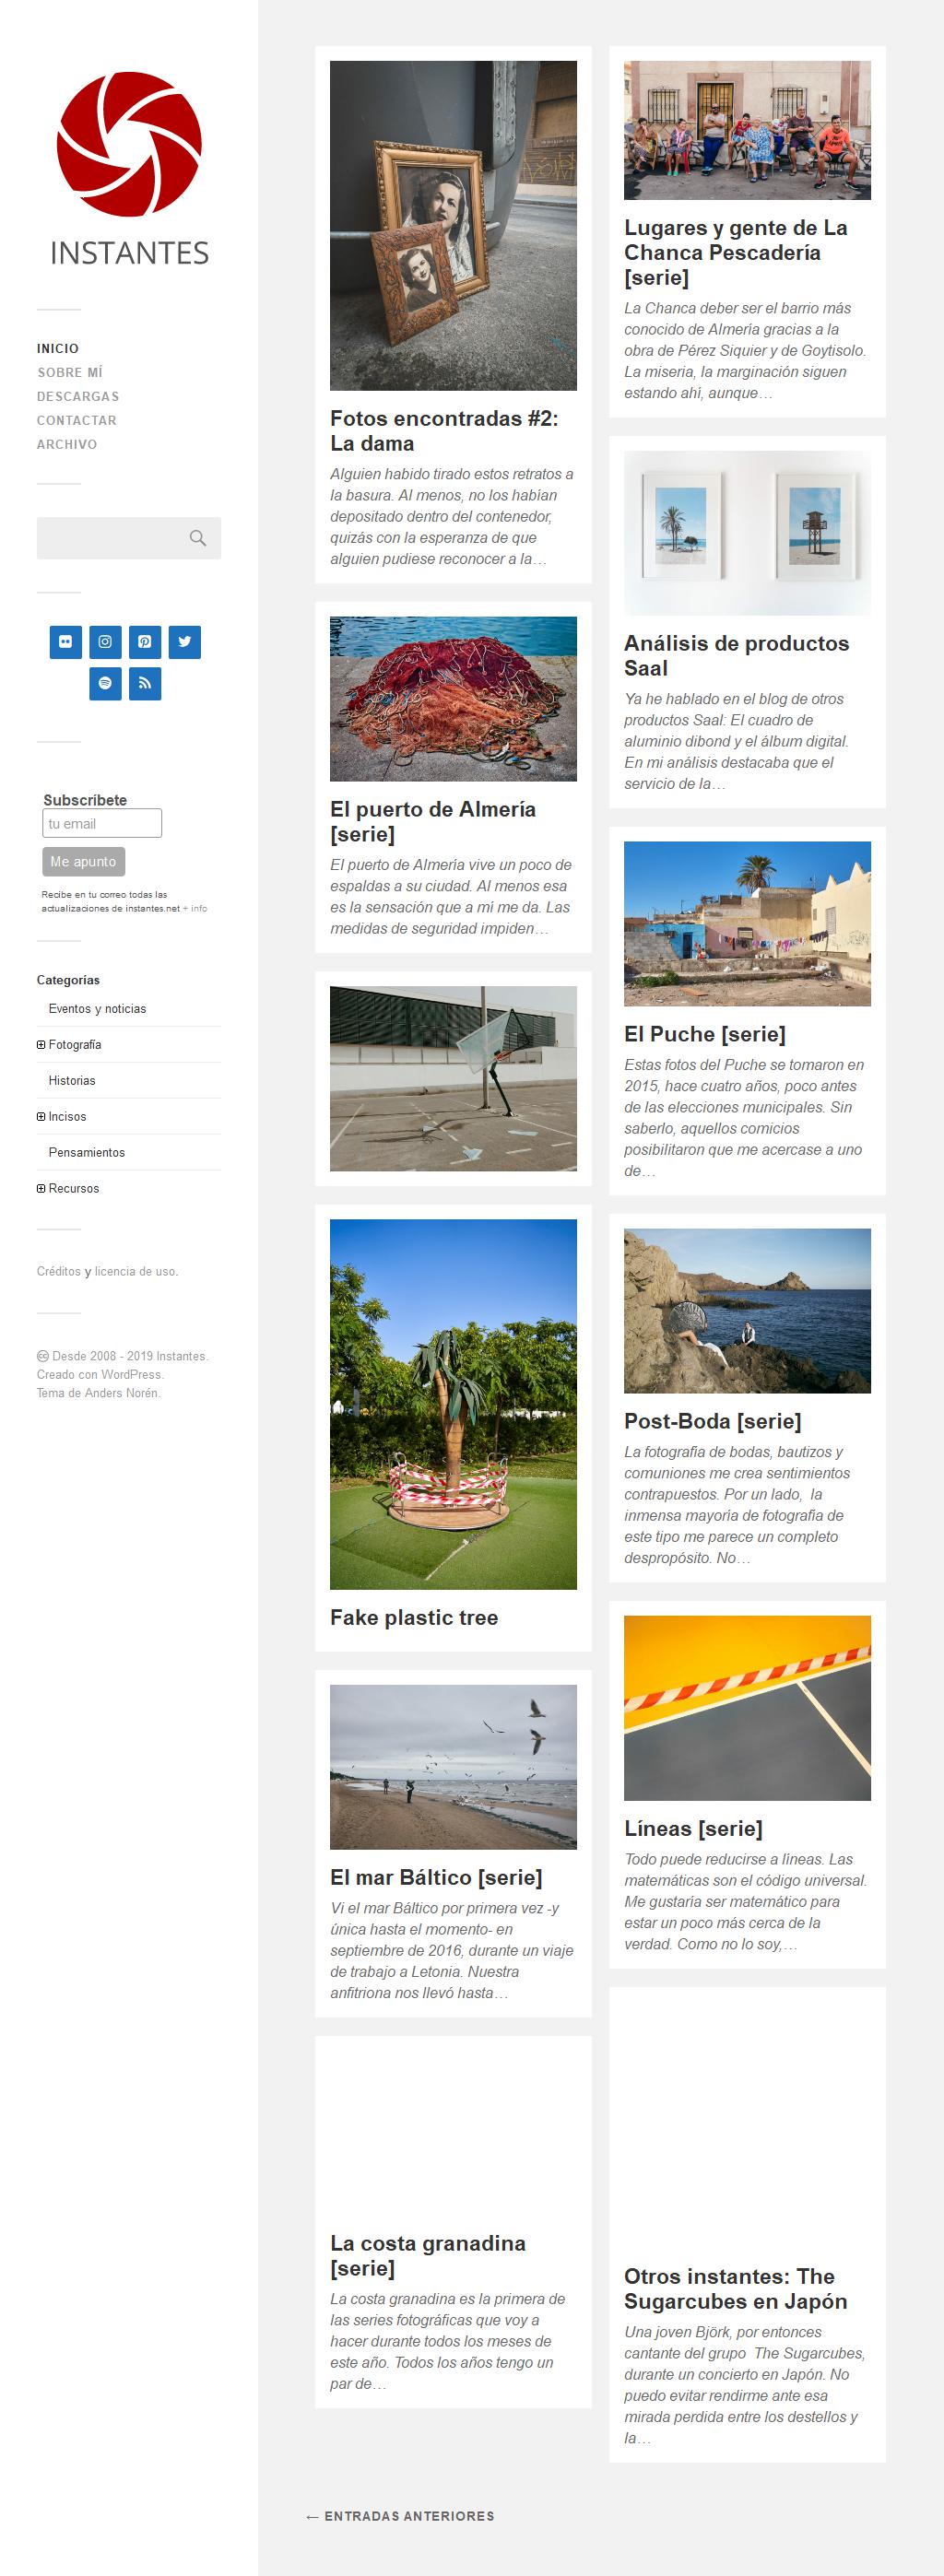 INSTANTES
INICIO
SOBRE MÍ
DESCARGAS
CONTACTAR
ARCHIVO
Subscríbete
tu email
Me apunto
Recibe en tu correo todas las
actualizaciones de instantes.net + info
Categorías
Eventos y noticias
Fotografía
Historias
Incisos
Pensamientos
Recursos
Créditos y licencia de uso.
Desde 2008 - 2019 Instantes.
Creado con WordPress.
Tema de Anders Norén.
Fotos encontradas #2:
La dama
Alguien habido tirado estos retratos a
la basura. Al menos, no los habían
depositado dentro del contenedor,
quizás con la esperanza de que
alguien pudiese reconocer a la…
El puerto de Almería
[serie]
El puerto de Almería vive un poco de
espaldas a su ciudad. Al menos esa
es la sensación que a mí me da. Las
medidas de seguridad impiden…
Fake plastic tree
El mar Báltico [serie]
Vi el mar Báltico por primera vez -y
única hasta el momento- en
septiembre de 2016, durante un viaje
de trabajo a Letonia. Nuestra
anfitriona nos llevó hasta…
La costa granadina
[serie]
La costa granadina es la primera de
las series fotográficas que voy a
hacer durante todos los meses de
este año. Todos los años tengo un
par de…
Lugares y gente de La
Chanca Pescadería
[serie]
La Chanca deber ser el barrio más
conocido de Almería gracias a la
obra de Pérez Siquier y de Goytisolo.
La miseria, la marginación siguen
estando ahí, aunque…
Análisis de productos
Saal
Ya he hablado en el blog de otros
productos Saal: El cuadro de
aluminio dibond y el álbum digital.
En mi análisis destacaba que el
servicio de la…
El Puche [serie]
Estas fotos del Puche se tomaron en
2015, hace cuatro años, poco antes
de las elecciones municipales. Sin
saberlo, aquellos comicios
posibilitaron que me acercase a uno
de…
Post-Boda [serie]
La fotografía de bodas, bautizos y
comuniones me crea sentimientos
contrapuestos. Por un lado,  la
inmensa mayoría de fotografía de
este tipo me parece un completo
despropósito. No…
Líneas [serie]
Todo puede reducirse a líneas. Las
matemáticas son el código universal.
Me gustaría ser matemático para
estar un poco más cerca de la
verdad. Como no lo soy,…
Otros instantes: The
Sugarcubes en Japón
Una joven Björk, por entonces
cantante del grupo  The Sugarcubes,
durante un concierto en Japón. No
puedo evitar rendirme ante esa
mirada perdida entre los destellos y
la…
← ENTRADAS ANTERIORES